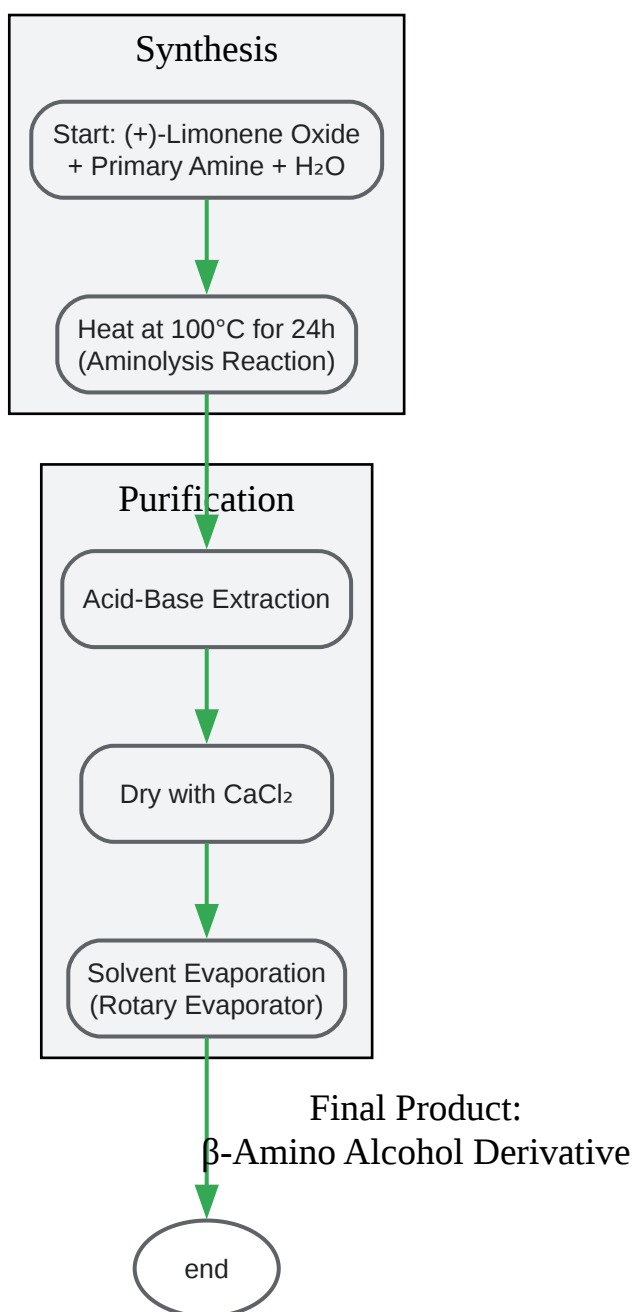 Synthesis
Start: (+)-Limonene Oxide
+ Primary Amine + H₂O
Heat at 100°C for 24h
(Aminolysis Reaction)
Purification
Acid-Base Extraction
Dry with CaCl₂
Solvent Evaporation
(Rotary Evaporator)
Final Product:
β-Amino Alcohol Derivative
end